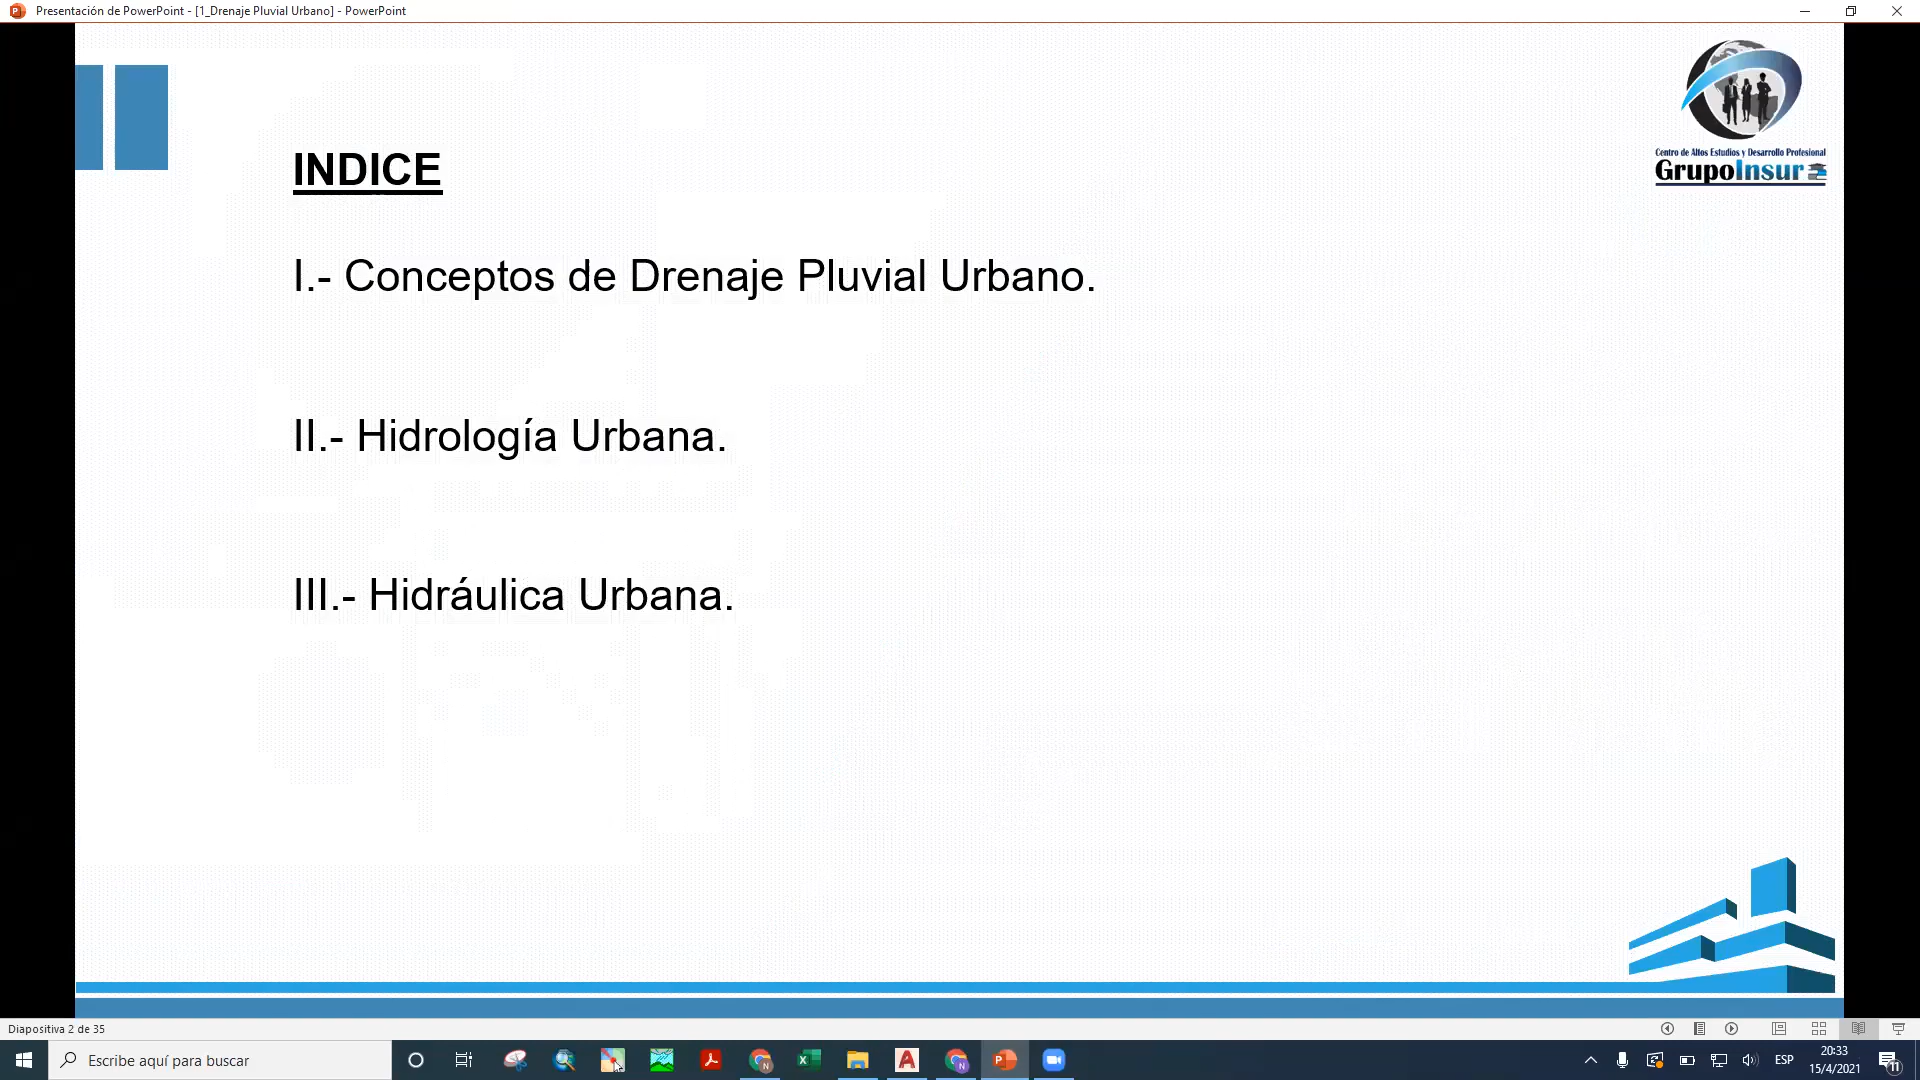 Presentación de PowerPoint - [1_Drenaje Pluvial Urbano] - PowerPoint
Centro de Altos Estudios y Desarrollo Profesional
GrupoInsur
INDICE
I.- Conceptos de Drenaje Pluvial Urbano.
II.- Hidrología Urbana.
III.- Hidráulica Urbana.
Diapositiva 2 de 35
Escribe aquí para buscar
ESP
20:33
15/4/2021
11